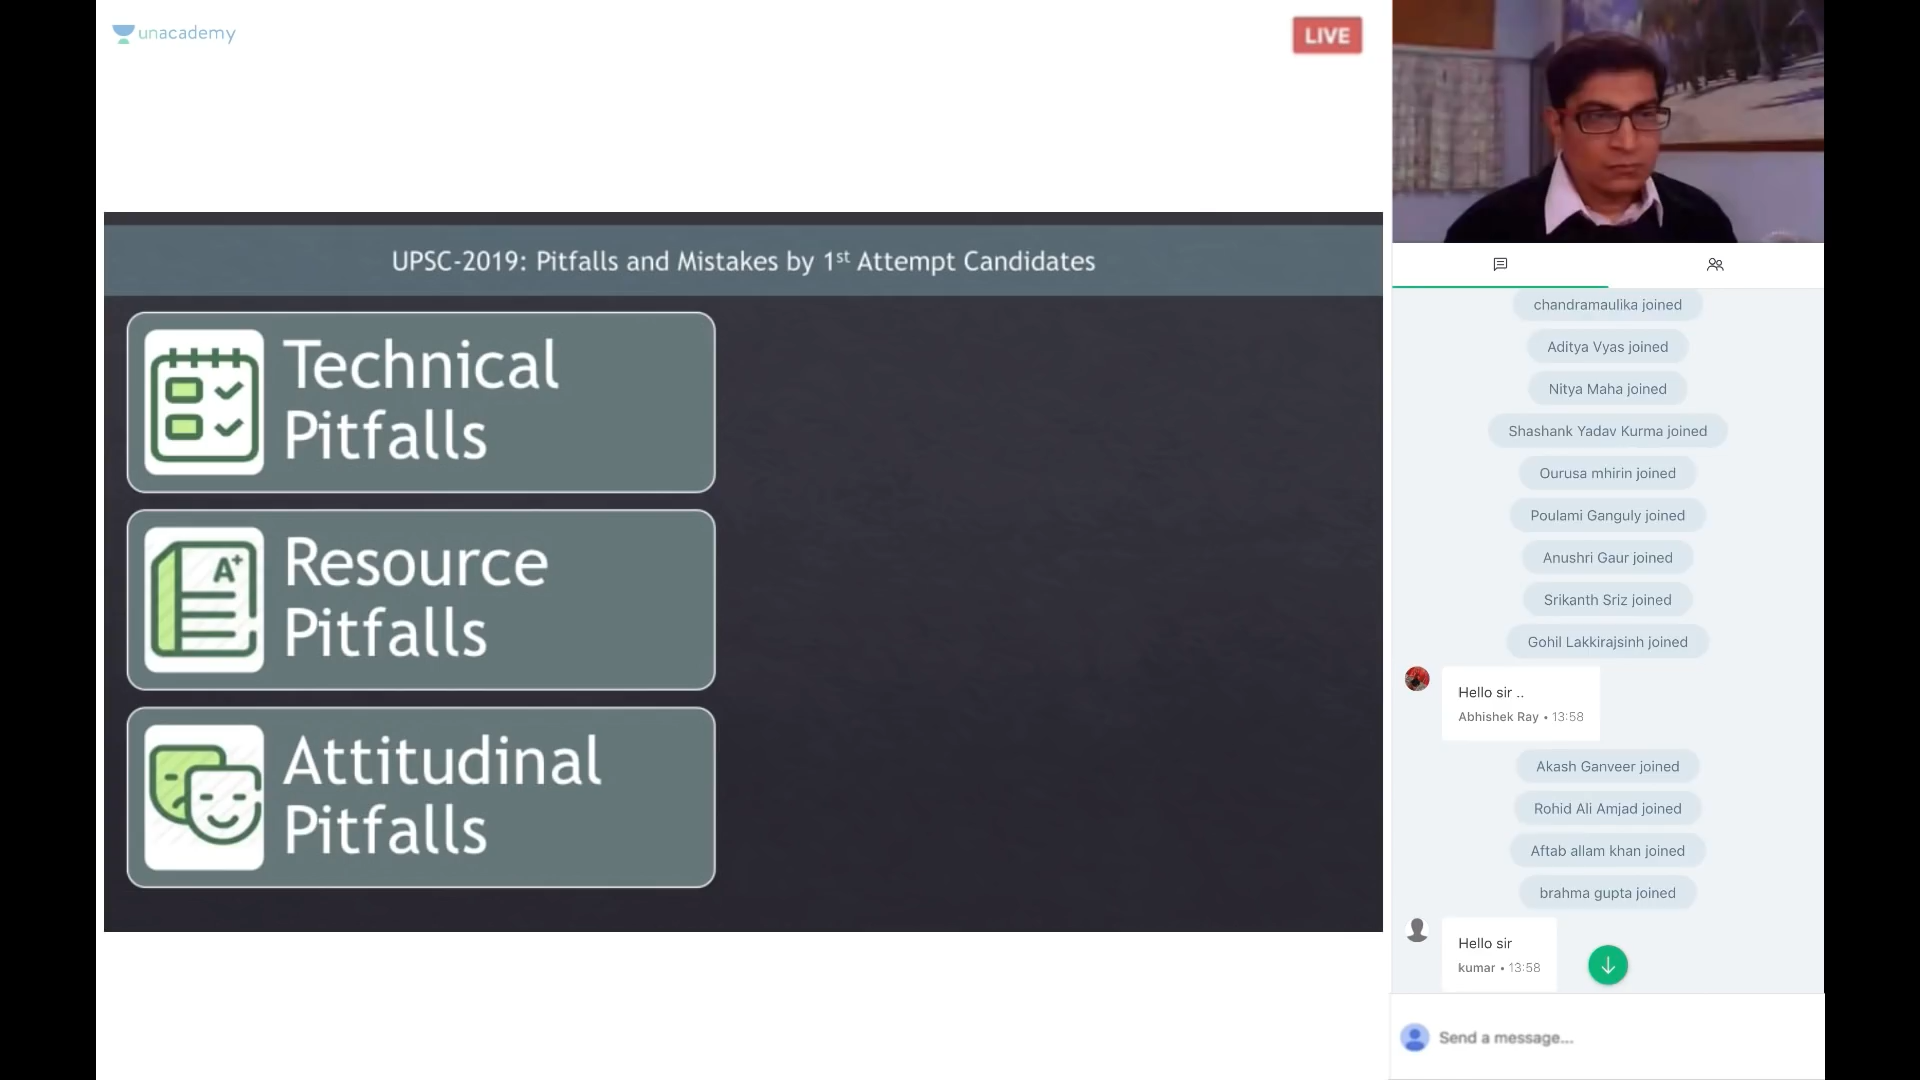 unacademy
LIVE
UPSC-2019: Pitfalls and Mistakes by 1st Attempt Candidates
Technical
Pitfalls
A+
Resource
Pitfalls
Attitudinal
Pitfalls
chandramaulika joined
Aditya Vyas joined
Nitya Maha joined
Shashank Yadav Kurma joined
Ourusa mhirin joined
Poulami Ganguly joined
Anushri Gaur joined
Srikanth Sriz joined
Gohil Lakkirajsinh joined
Hello sir ..
Abhishek Ray • 13:58
Akash Ganveer joined
Rohid Ali Amjad joined
Aftab allam khan joined
brahma gupta joined
Hello sir
kumar • 13:58
Send a message...